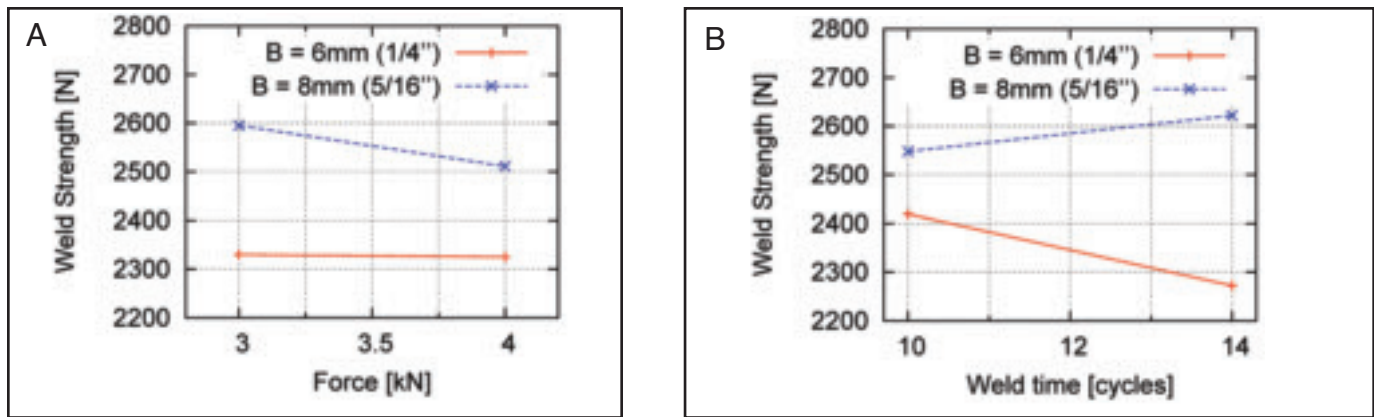 A
B = 6mm (1/4")
B = 8mm (5/16")
Weld Strength [N]
2800
2700
2600
2500
2400
2300
2200
3
3.5
4
Force [kN]
B
B = 6mm (1/4")
B = 8mm (5/16")
Weld Strength [N]
2800
2700
2600
2500
2400
2300
2200
10
12
14
Weld time [cycles]